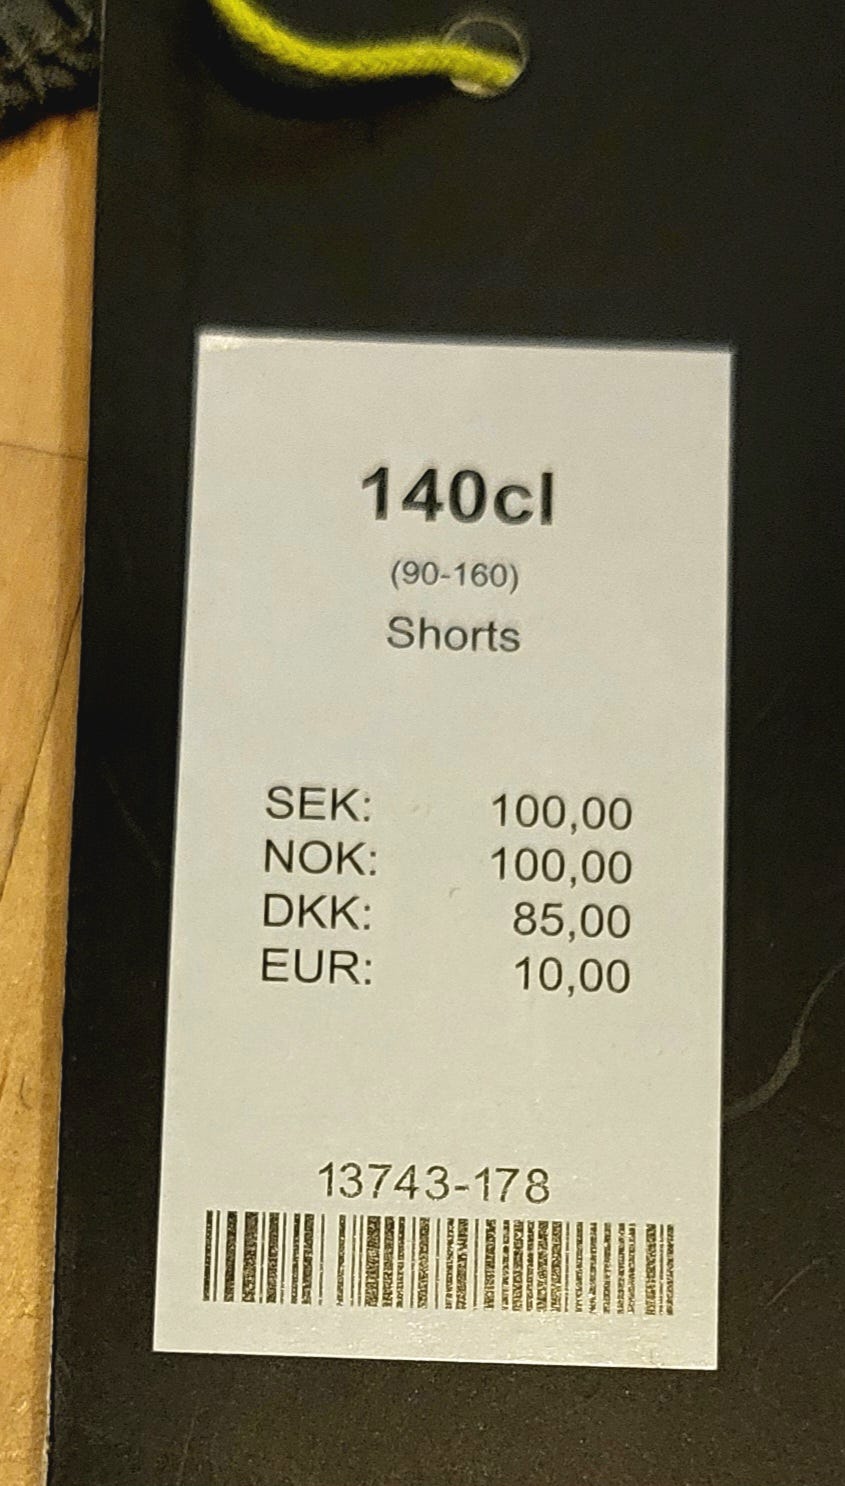 140cl
(90-160)
Shorts
SEK: 100,00
NOK: 100,00
DKK: 85,00
EUR: 10,00
13743-178